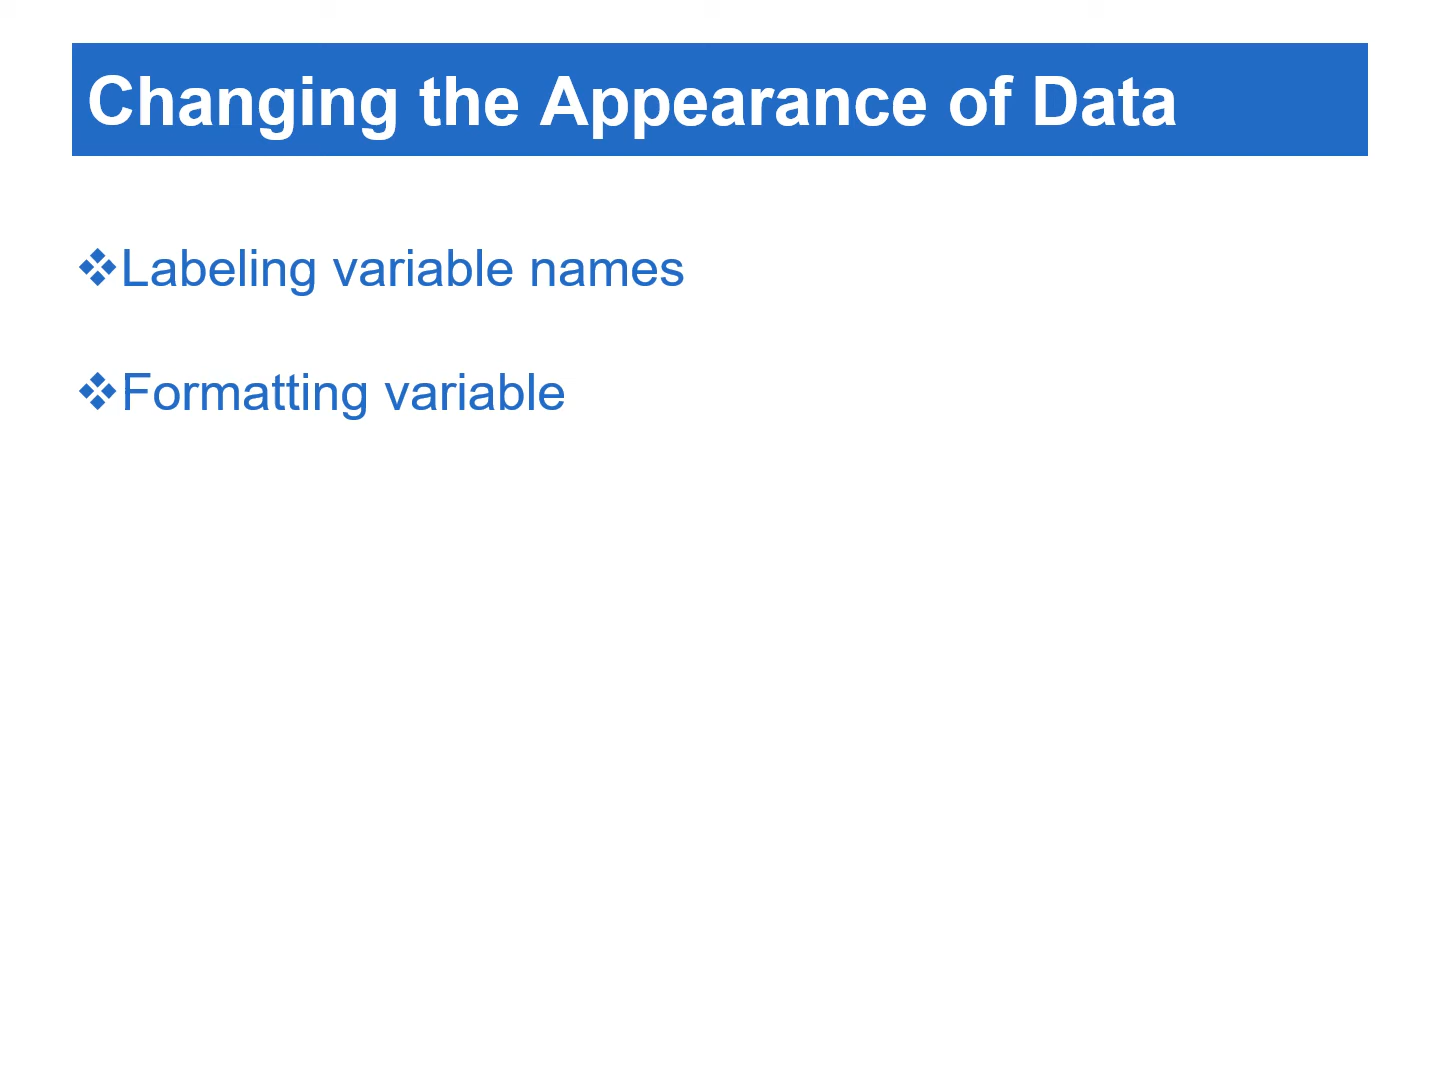 Changing the Appearance of Data
❖Labeling variable names
❖Formatting variable